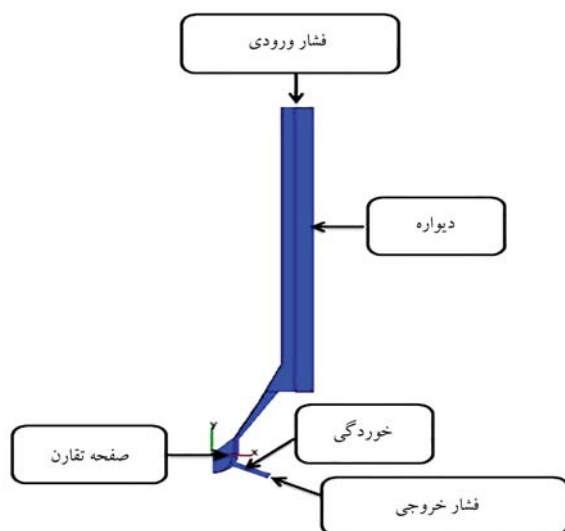 فشار ورودی
دیواره
y
x
خوردگی
صفحه تقارن
فشار خروجی